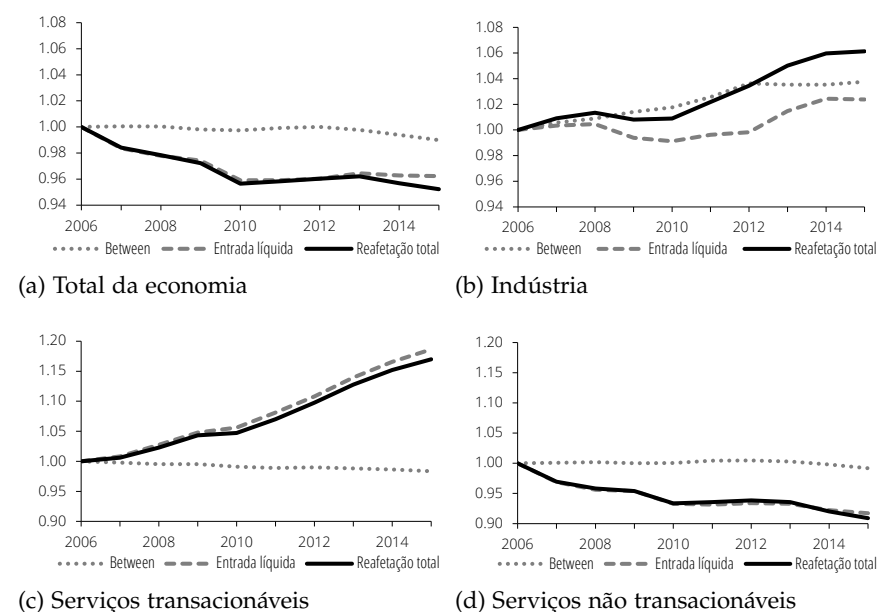 1.08
1.06
1.04
1.02
1.00
0.98
0.96
0.94
2006 2008 2010 2012 2014
Between Entrada líquida Reafetação total
(a) Total da economia
1.08
1.06
1.04
1.02
1.00
0.98
0.96
0.94
2006 2008 2010 2012 2014
Between Entrada líquida Reafetação total
(b) Indústria
1.20
1.15
1.10
1.05
1.00
0.95
0.90
2006 2008 2010 2012 2014
Between Entrada líquida Reafetação total
(c) Serviços transacionáveis
1.20
1.15
1.10
1.05
1.00
0.95
0.90
2006 2008 2010 2012 2014
Between Entrada líquida Reafetação total
(d) Serviços não transacionáveis